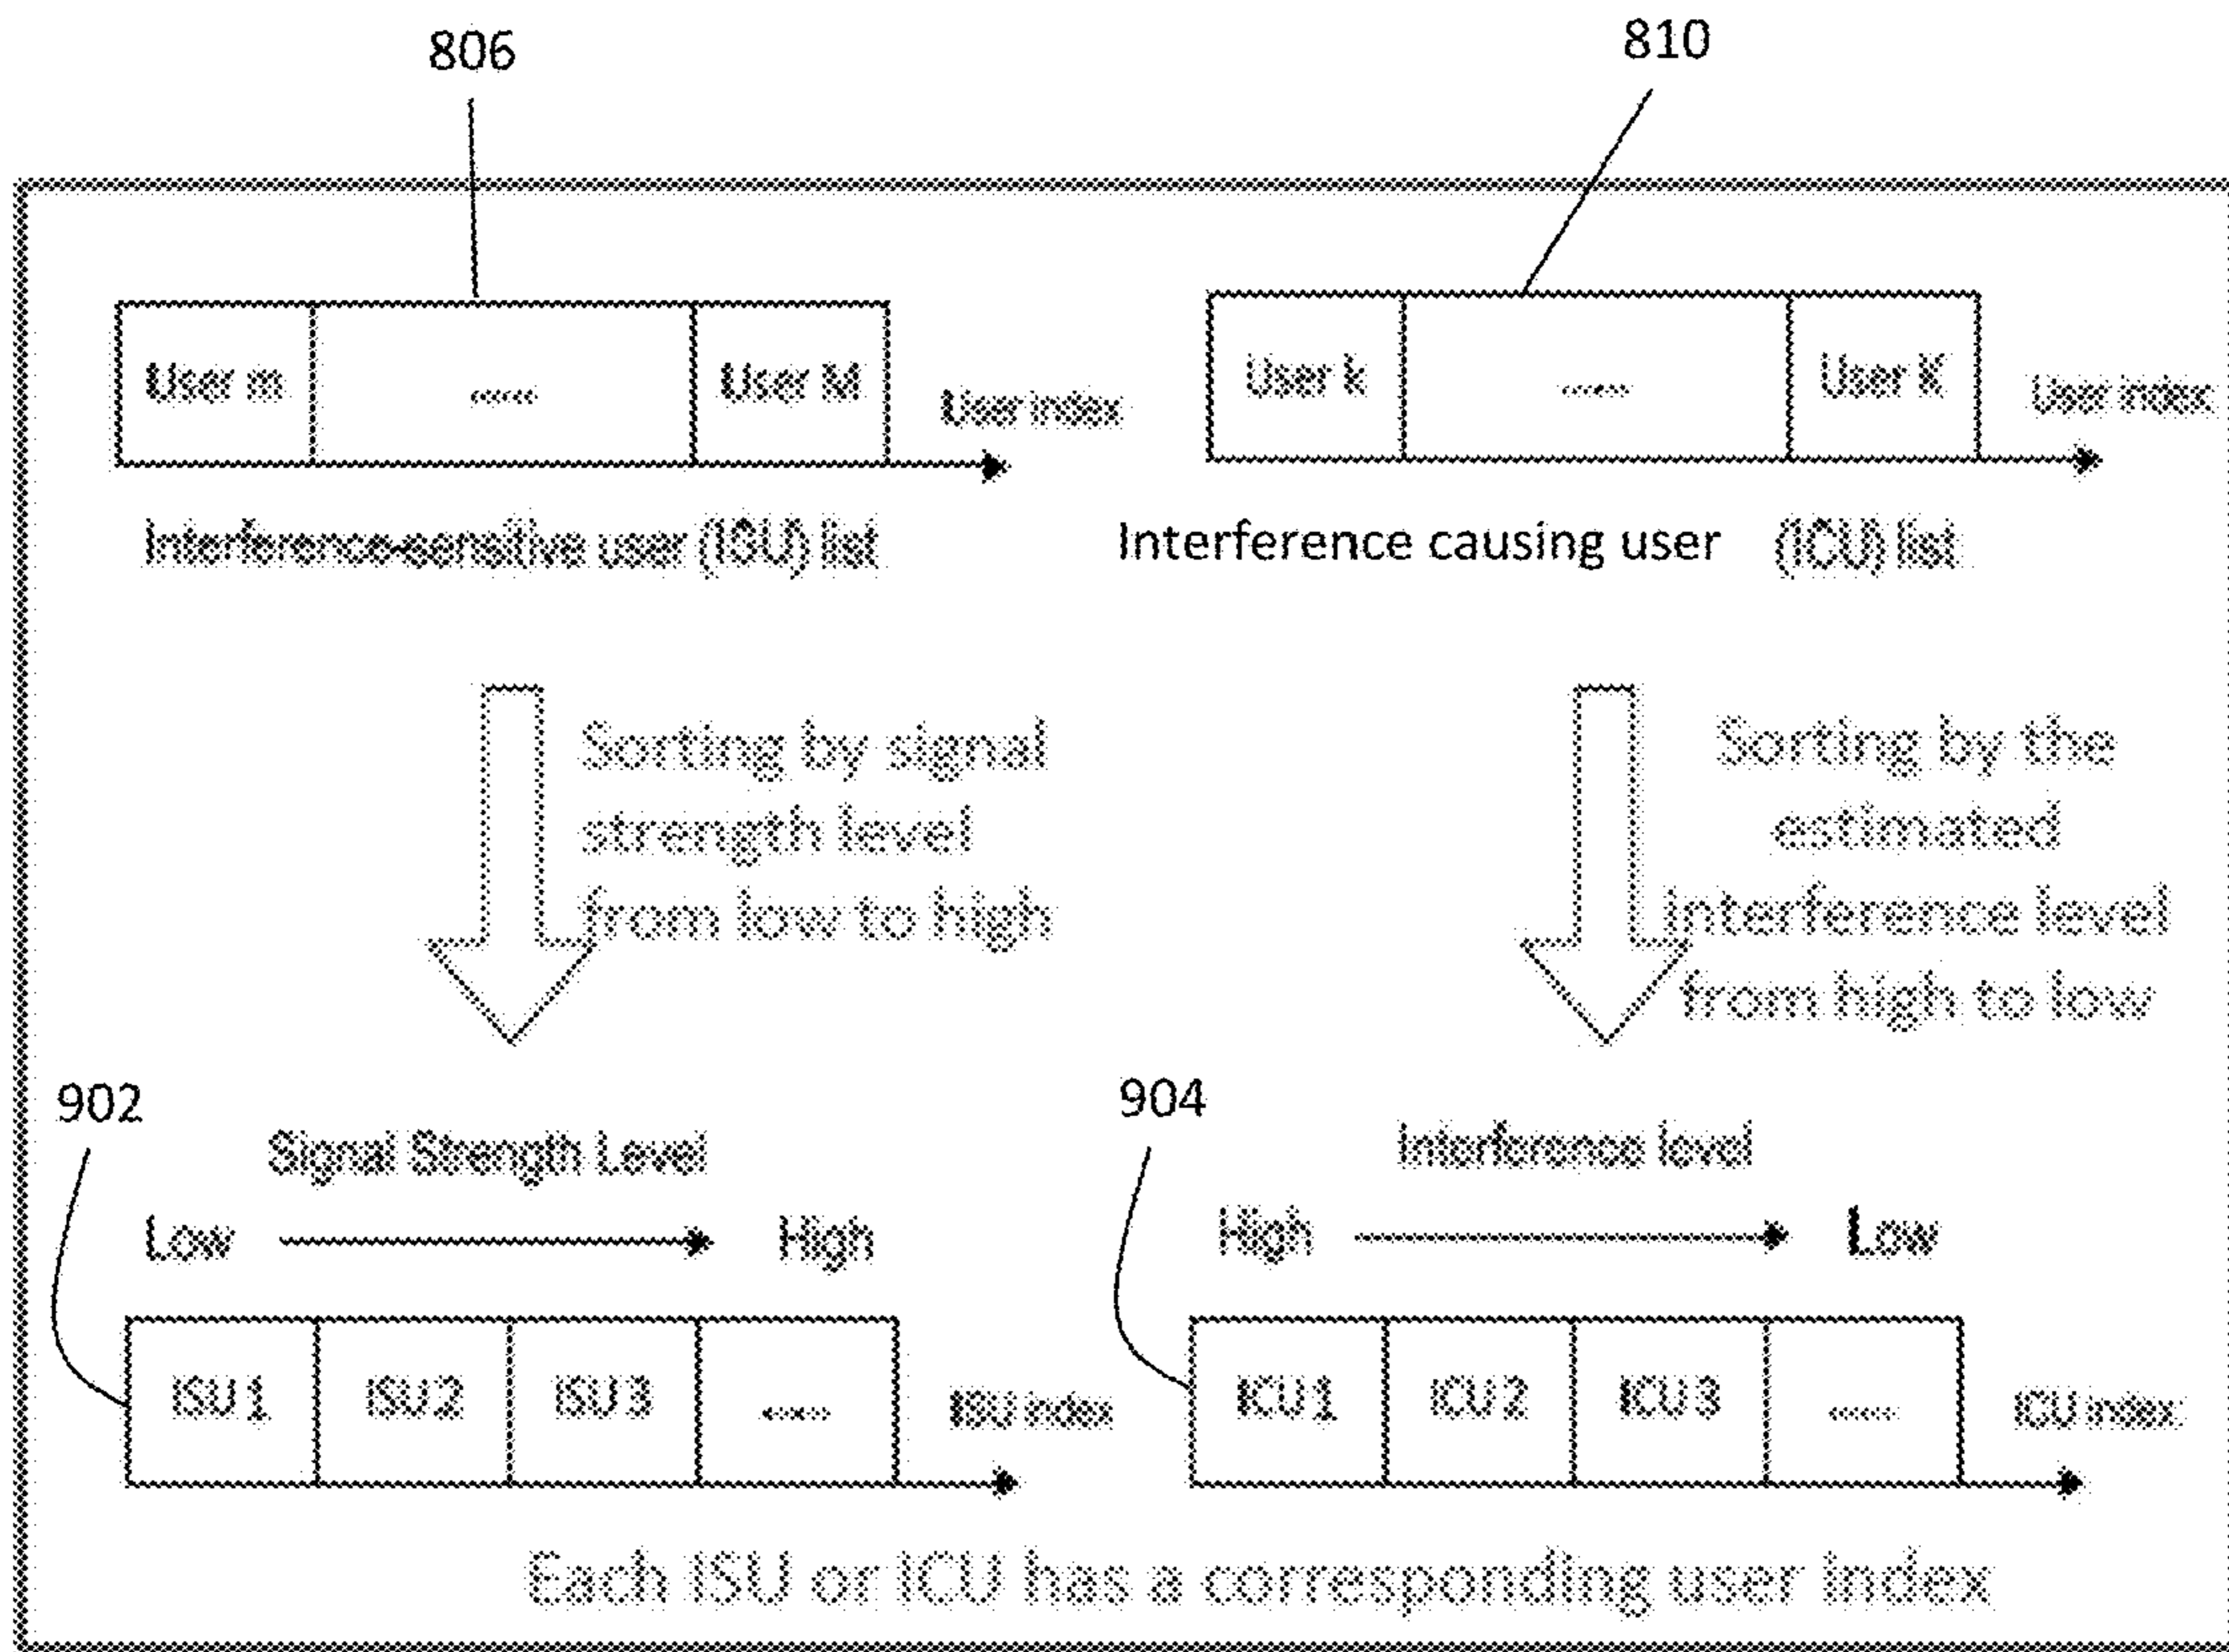 806
810
User m
.....
User M
User index
User k
.....
User K
User index
Interference-sensitive user (ISU) list
Interference causing user (ICU) list
Sorting by signal
strength level
from low to high
Sorting by the
estimated
interference level
from high to low
902
904
Signal Strength Level
Low
High
Interference level
High
Low
ISU 1
ISU 2
ISU 3
.....
ISU index
ICU 1
ICU 2
ICU 3
.....
ICU index
Each ISU or ICU has a corresponding user index